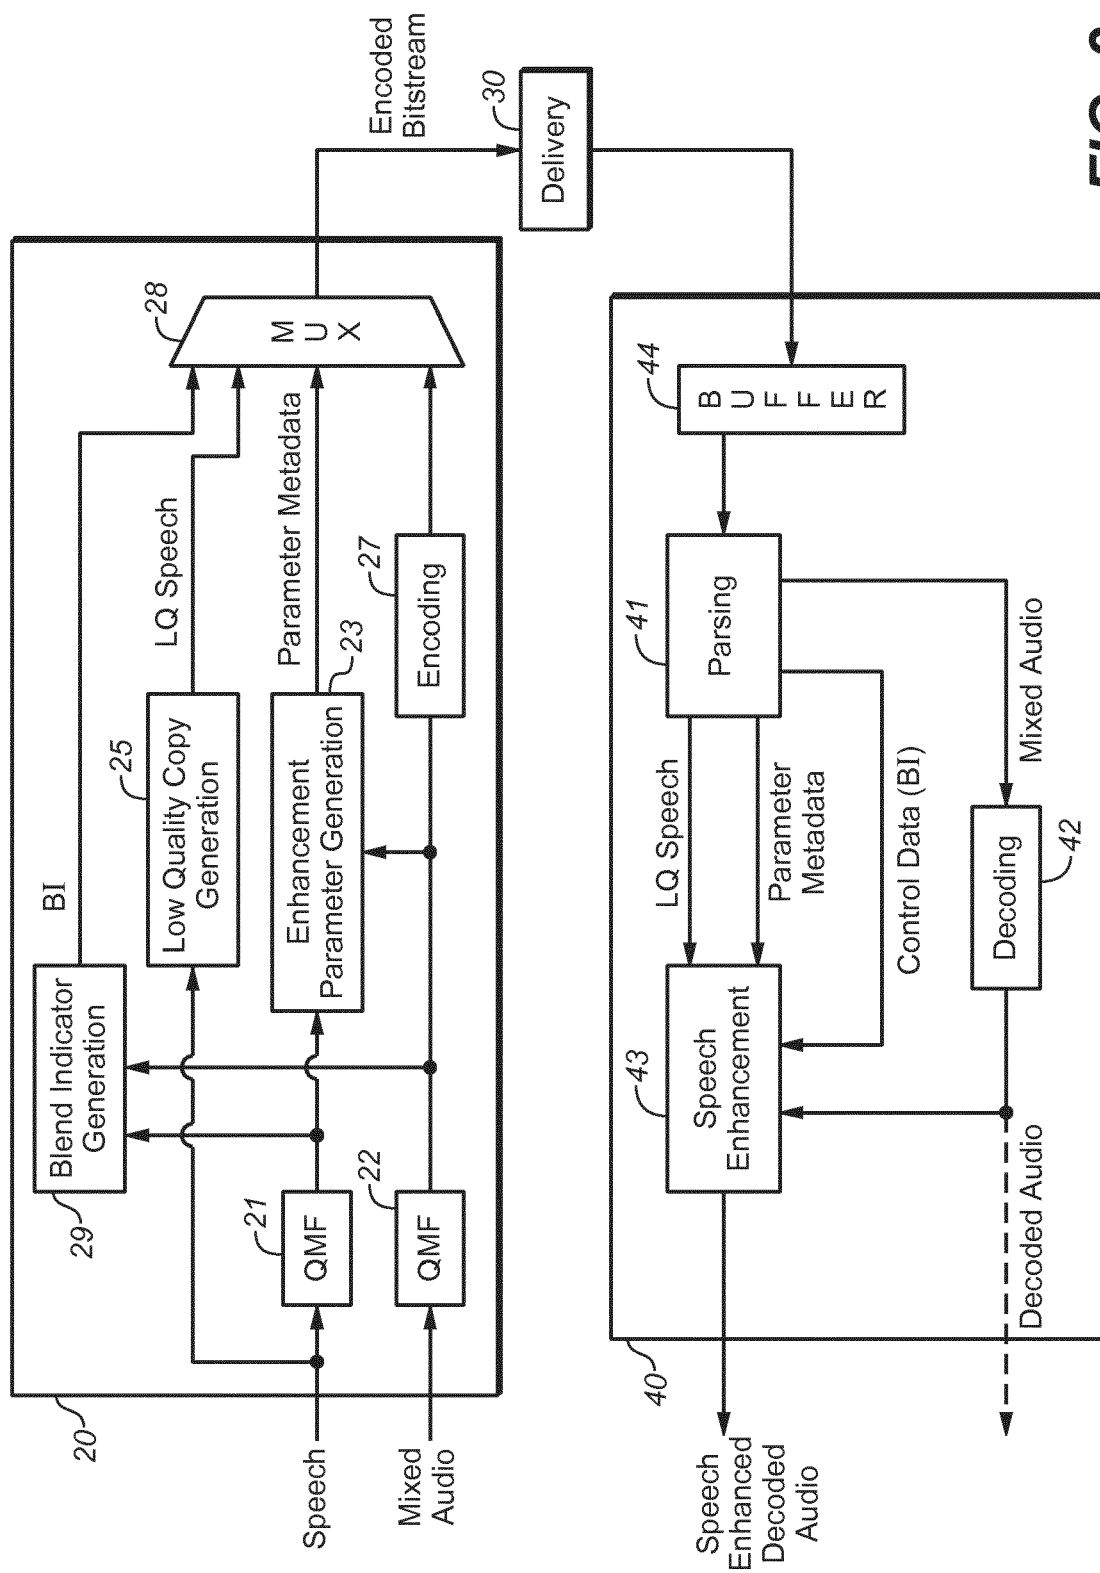 20
Speech
Mixed
Audio
21
QMF
22
QMF
29
Blend Indicator
Generation
BI
25
Low Quality Copy
Generation
LQ Speech
23
Enhancement
Parameter Generation
Parameter Metadata
27
Encoding
28
M
U
X
Encoded
Bitstream
30
Delivery
40
44
B
U
F
F
E
R
41
Parsing
LQ Speech
Parameter
Metadata
Control Data (BI)
Mixed Audio
42
Decoding
43
Speech
Enhancement
Speech
Enhanced
Decoded
Audio
Decoded Audio
FIG.